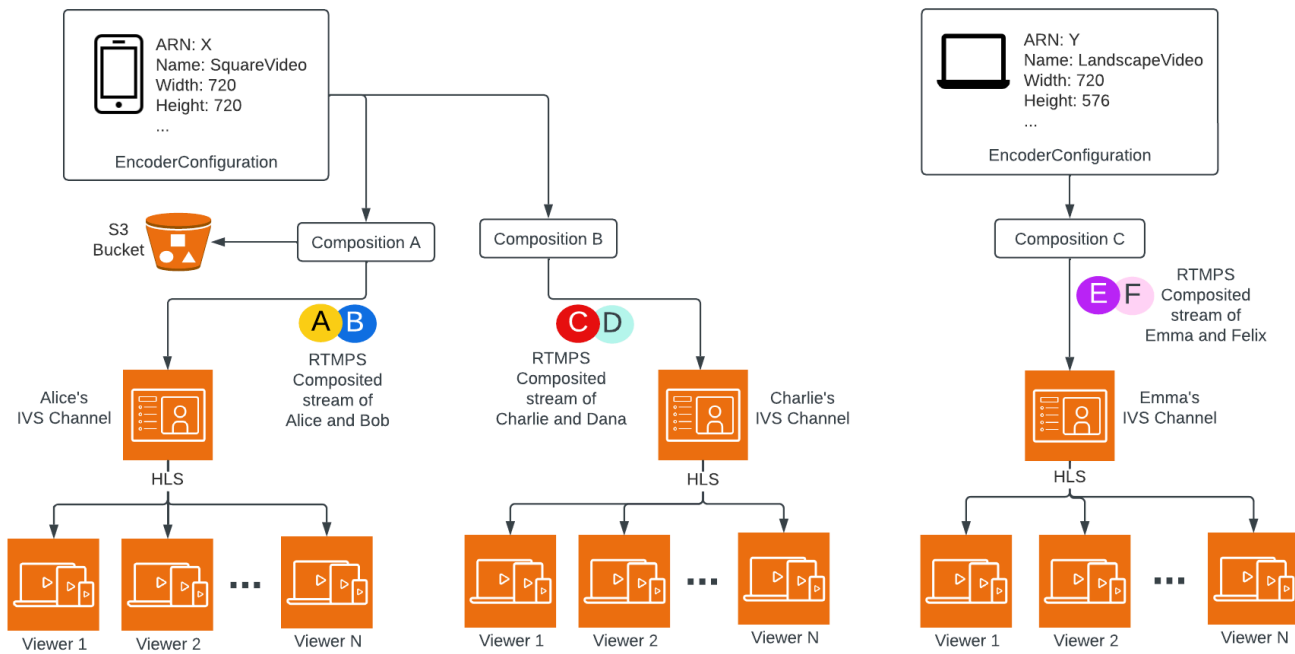 ARN: X
Name: SquareVideo
Width: 720
Height: 720
...
EncoderConfiguration
ARN: Y
Name: LandscapeVideo
Width: 720
Height: 576
...
EncoderConfiguration
S3
Bucket
Composition A
Composition B
Composition C
A B
RTMPS
Composited
stream of
Alice and Bob
C D
RTMPS
Composited
stream of
Charlie and Dana
E F
RTMPS
Composited
stream of
Emma and Felix
Alice's
IVS Channel
Charlie's
IVS Channel
Emma's
IVS Channel
HLS
HLS
HLS
Viewer 1
Viewer 2
...
Viewer N
Viewer 1
Viewer 2
...
Viewer N
Viewer 1
Viewer 2
...
Viewer N